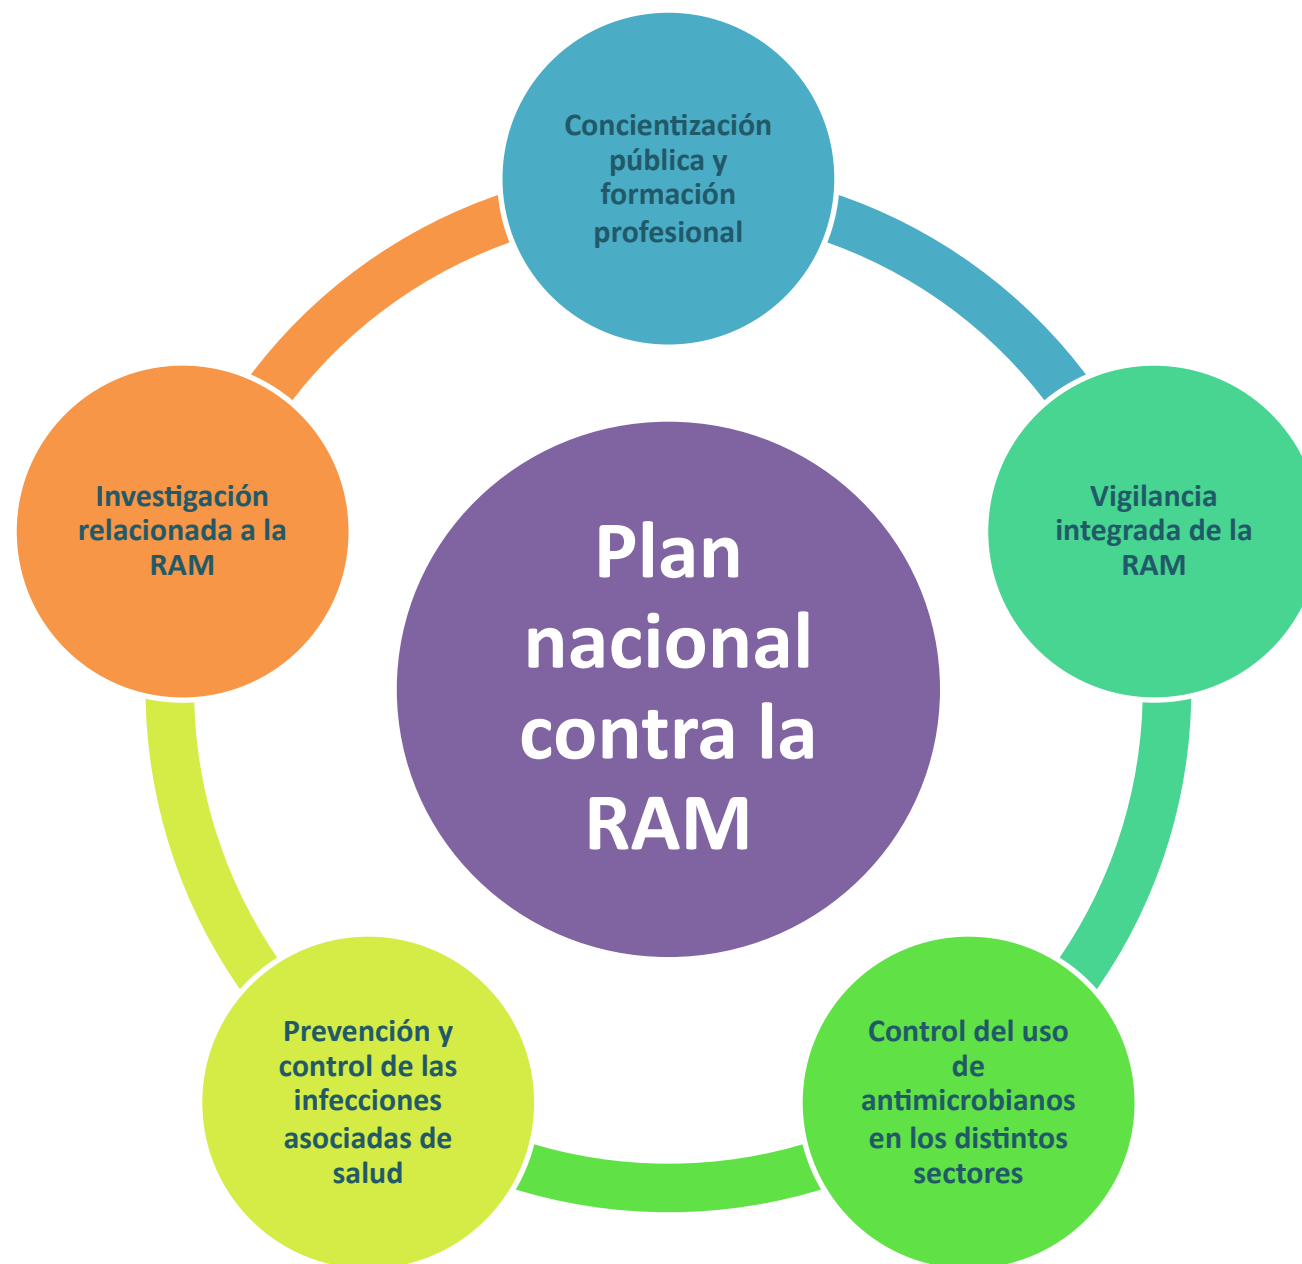 Concientización
pública y
formación
profesional
Vigilancia
integrada de la
RAM
Control del uso
de
antimicrobianos
en los distintos
sectores
Prevención y
control de las
infecciones
asociadas de
salud
Investigación
relacionada a la
RAM
Plan
nacional
contra la
RAM